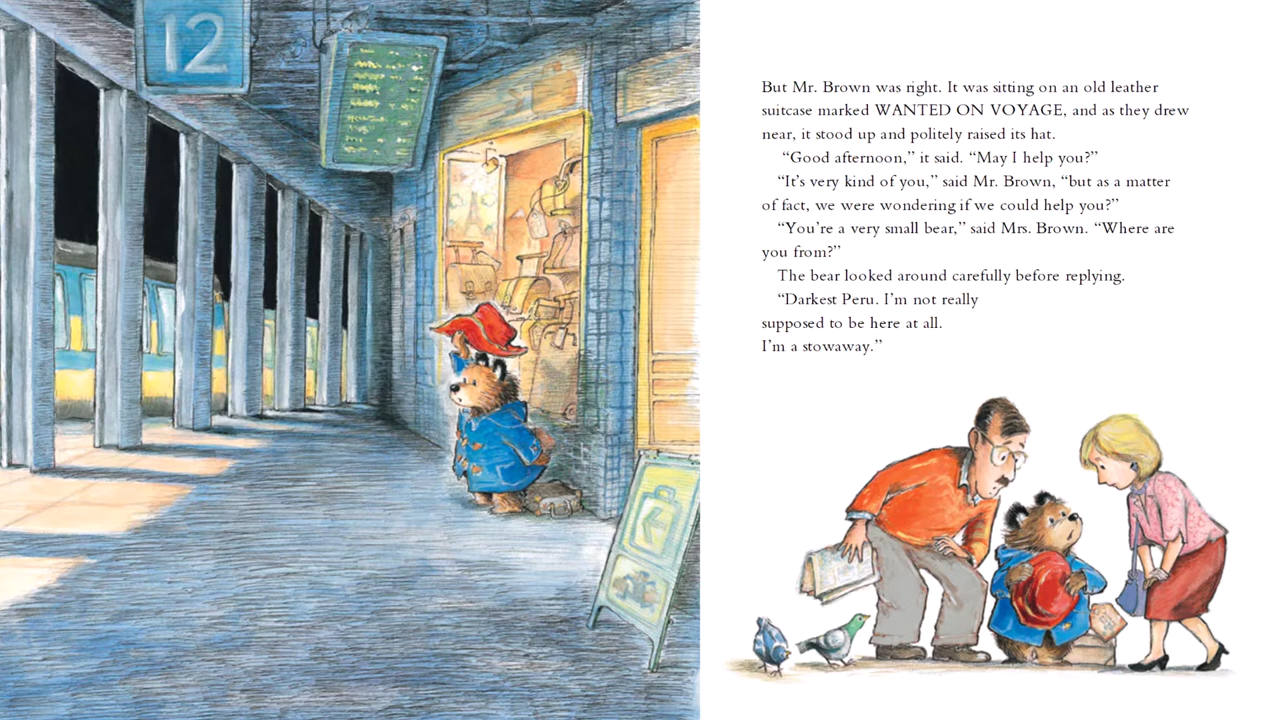 12
But Mr. Brown was right. It was sitting on an old leather
suitcase marked WANTED ON VOYAGE, and as they drew
near, it stood up and politely raised its hat.
“Good afternoon,” it said. “May I help you?”
“It’s very kind of you,” said Mr. Brown, “but as a matter
of fact, we were wondering if we could help you?”
“You’re a very small bear,” said Mrs. Brown. “Where are
you from?”
The bear looked around carefully before replying.
“Darkest Peru. I’m not really
supposed to be here at all.
I’m a stowaway.”